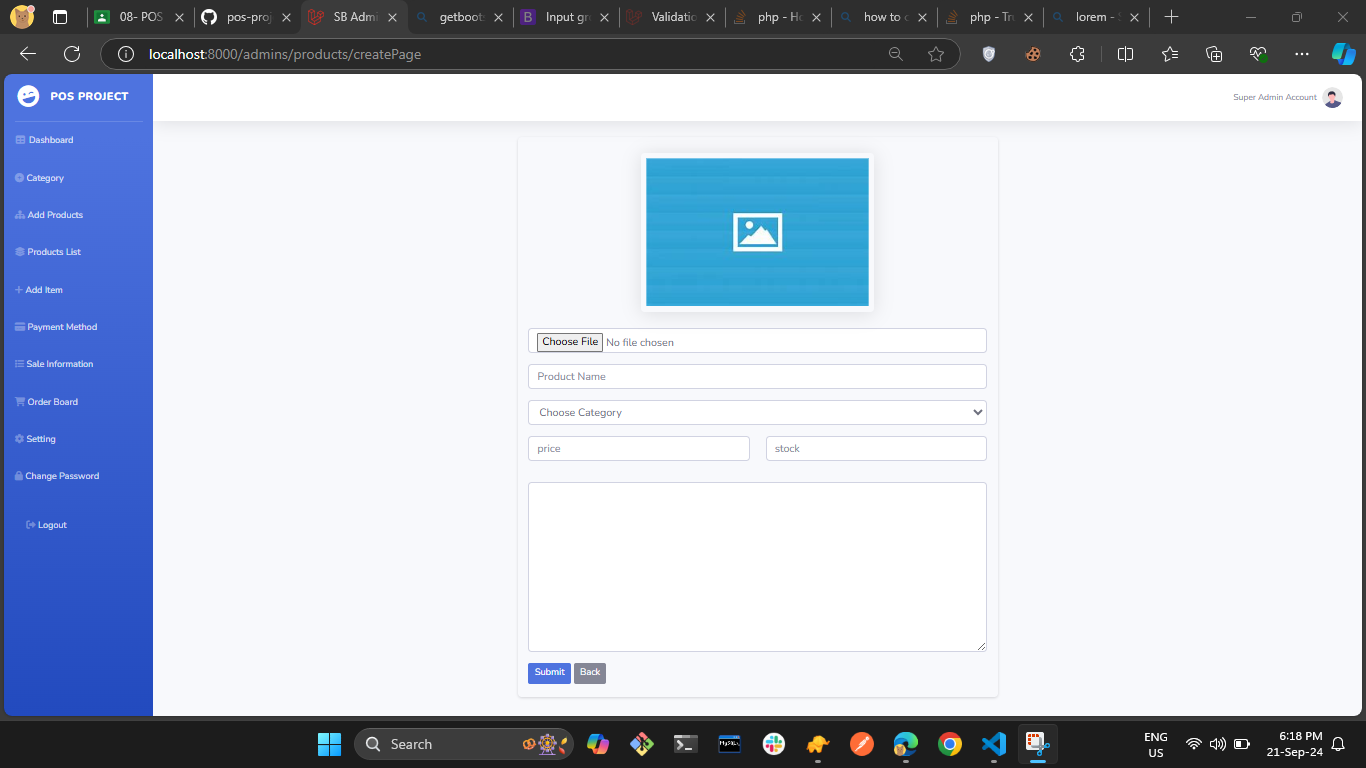 08- POS
pos-proj
SB Admi
getboots
Input gr
Validatio
php - Ho
how to c
php - Tru
lorem - S
localhost:8000/admins/products/createPage
POS PROJECT
Super Admin Account
Dashboard
Category
Add Products
Products List
Add Item
Payment Method
Sale Information
Order Board
Setting
Change Password
Logout
Choose File No file chosen
Product Name
Choose Category
price stock
Submit Back
Search
ENG
US
6:18 PM
21-Sep-24